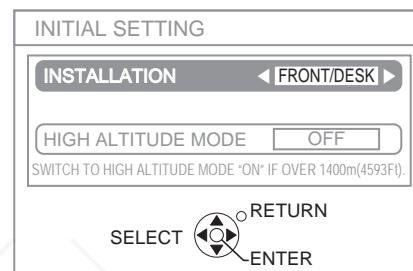 INITIAL SETTING
INSTALLATION FRONT/DESK
HIGH ALTITUDE MODE OFF
SWITCH TO HIGH ALTITUDE MODE "ON" IF OVER 1400m(4593Ft).
RETURN
SELECT
ENTER